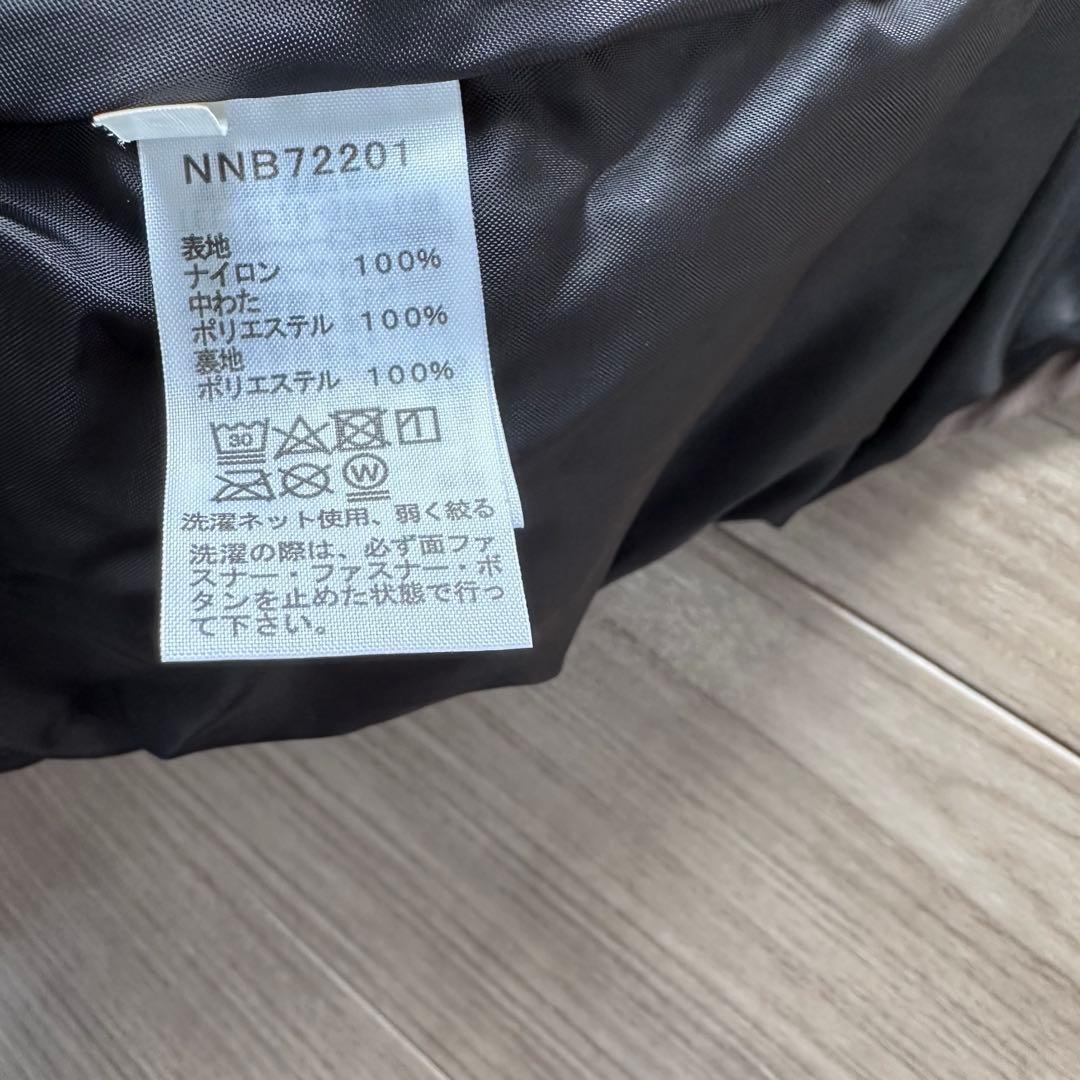 NNB72201
表地
ナイロン 100%
中わた
ポリエステル 100%
裏地
ポリエステル 100%
30
W
洗濯ネット使用、弱く絞る
洗濯の際は、必ず面ファ
スナー・ファスナー・ボ
タンを止めた状態で行っ
て下さい。